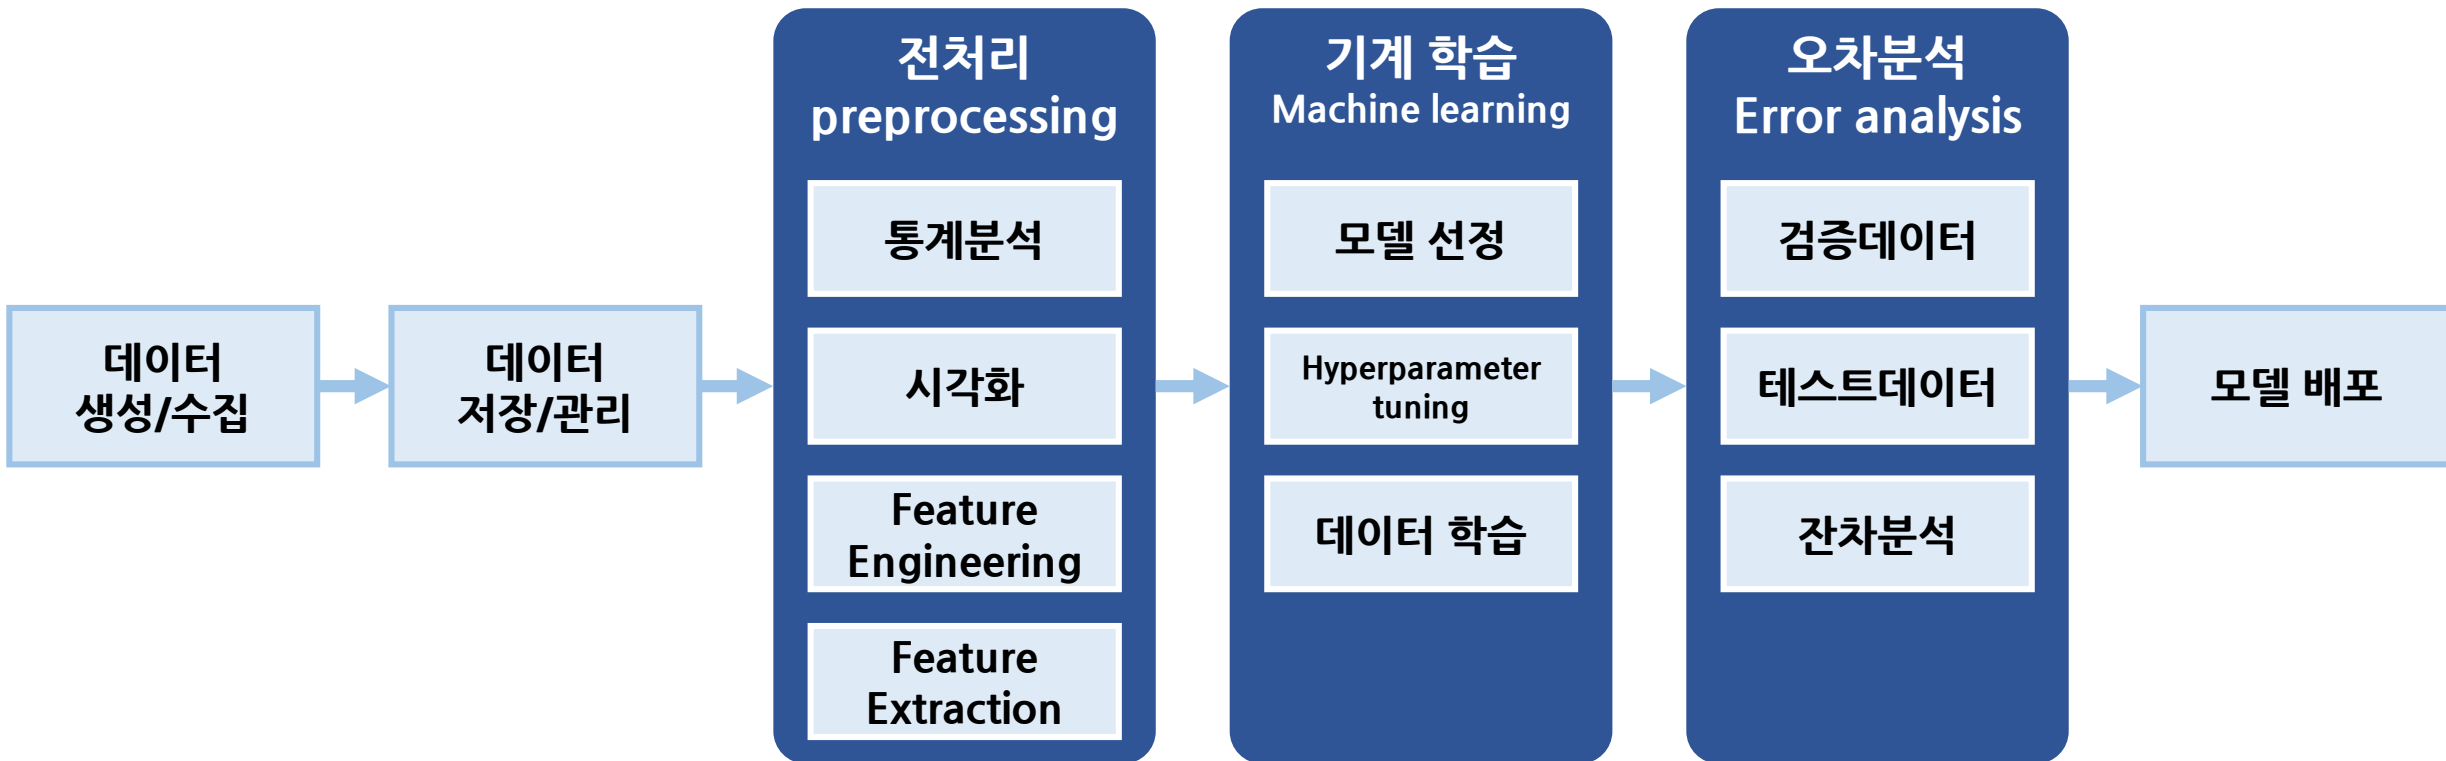 데이터
생성/수집
데이터
저장/관리
전처리
preprocessing
통계분석
시각화
Feature
Engineering
Feature
Extraction
기계 학습
Machine learning
모델 선정
Hyperparameter
tuning
데이터 학습
오차분석
Error analysis
검증데이터
테스트데이터
잔차분석
모델 배포